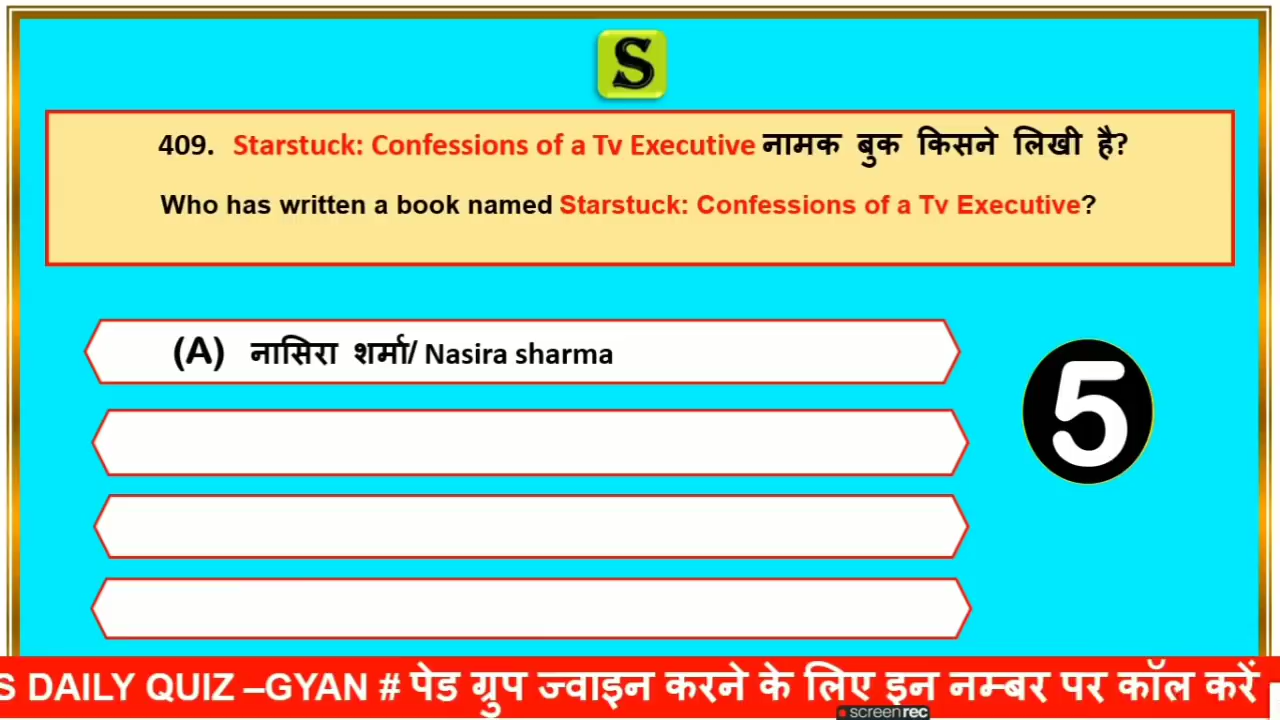 S
409. Starstuck: Confessions of a Tv Executive नामक बुक किसने लिखी है?
Who has written a book named Starstuck: Confessions of a Tv Executive?
(A) नासिरा शर्मा/ Nasira sharma
5
S DAILY QUIZ –GYAN # पेड ग्रुप ज्वाइन करने के लिए इन नम्बर पर कॉल करें
screenrec